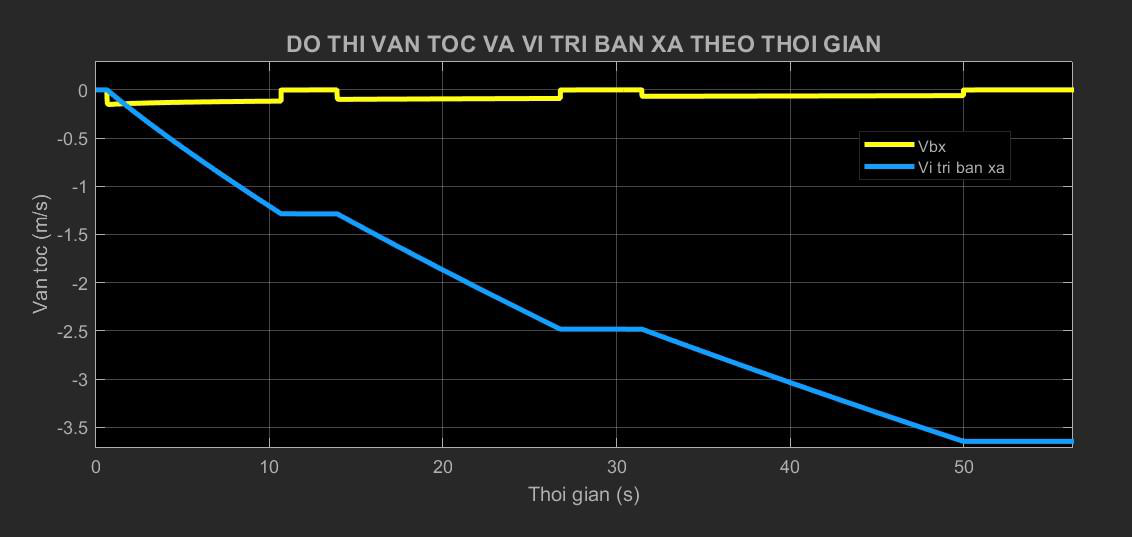 DO THI VAN TOC VA VI TRI BAN XA THEO THOI GIAN
0
-0.5
-1
-1.5
-2
-2.5
-3
-3.5
Van toc (m/s)
Vbx
Vi tri ban xa
0 10 20 30 40 50
Thoi gian (s)